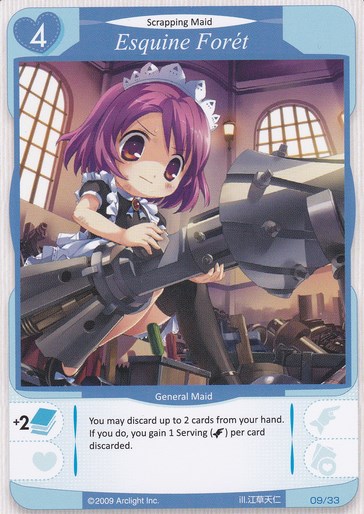 4
Scrapping Maid
Esquine Forét
General Maid
+2
You may discard up to 2 cards from your hand.
If you do, you gain 1 Serving ( ) per card
discarded.
©2009 Arclight Inc.
ill.江草天仁
09/33